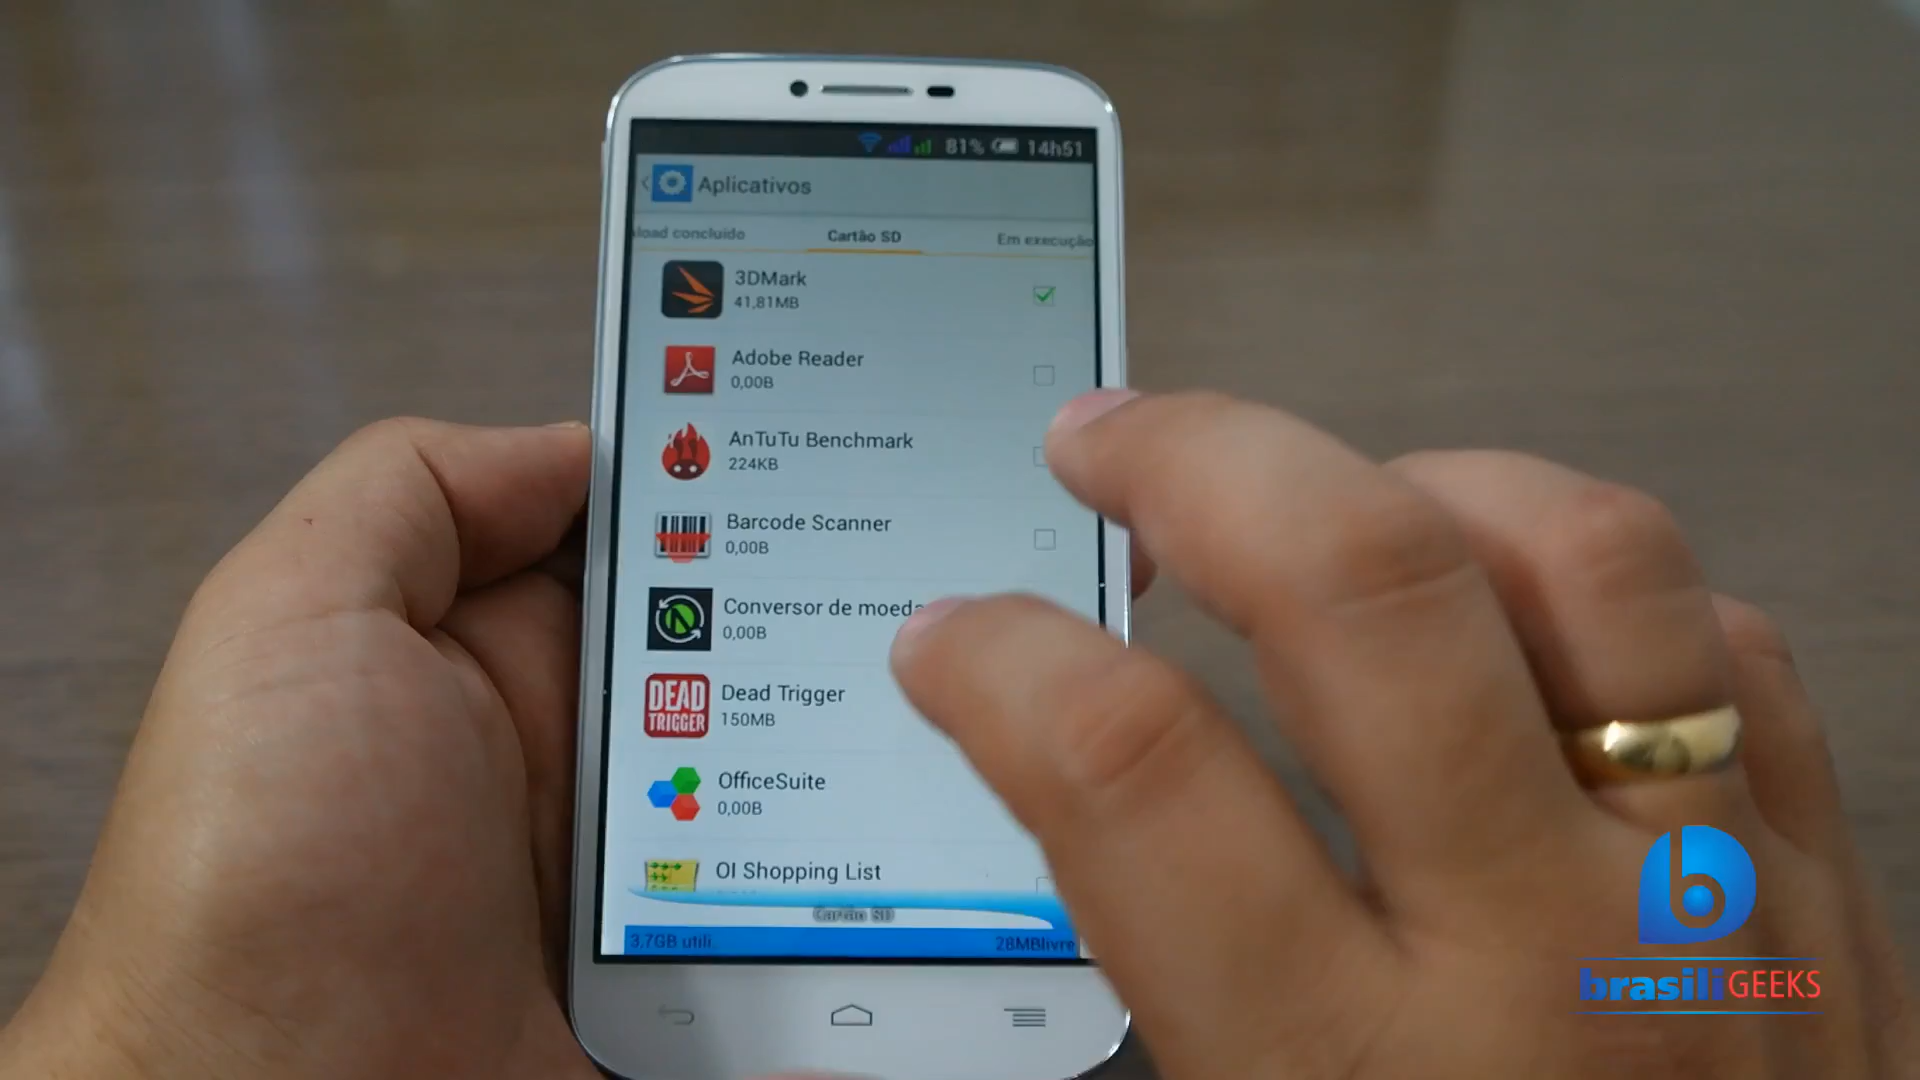 81% 14h51
Aplicativos
load concluído Cartão SD Em execução
3DMark
41,81MB
Adobe Reader
0,00B
AnTuTu Benchmark
224KB
Barcode Scanner
0,00B
Conversor de moeda
0,00B
DEAD TRIGGER
Dead Trigger
150MB
OfficeSuite
0,00B
OI Shopping List
Cartão SD
3,7GB utili. 28MBlivre
b
brasiliGEEKS